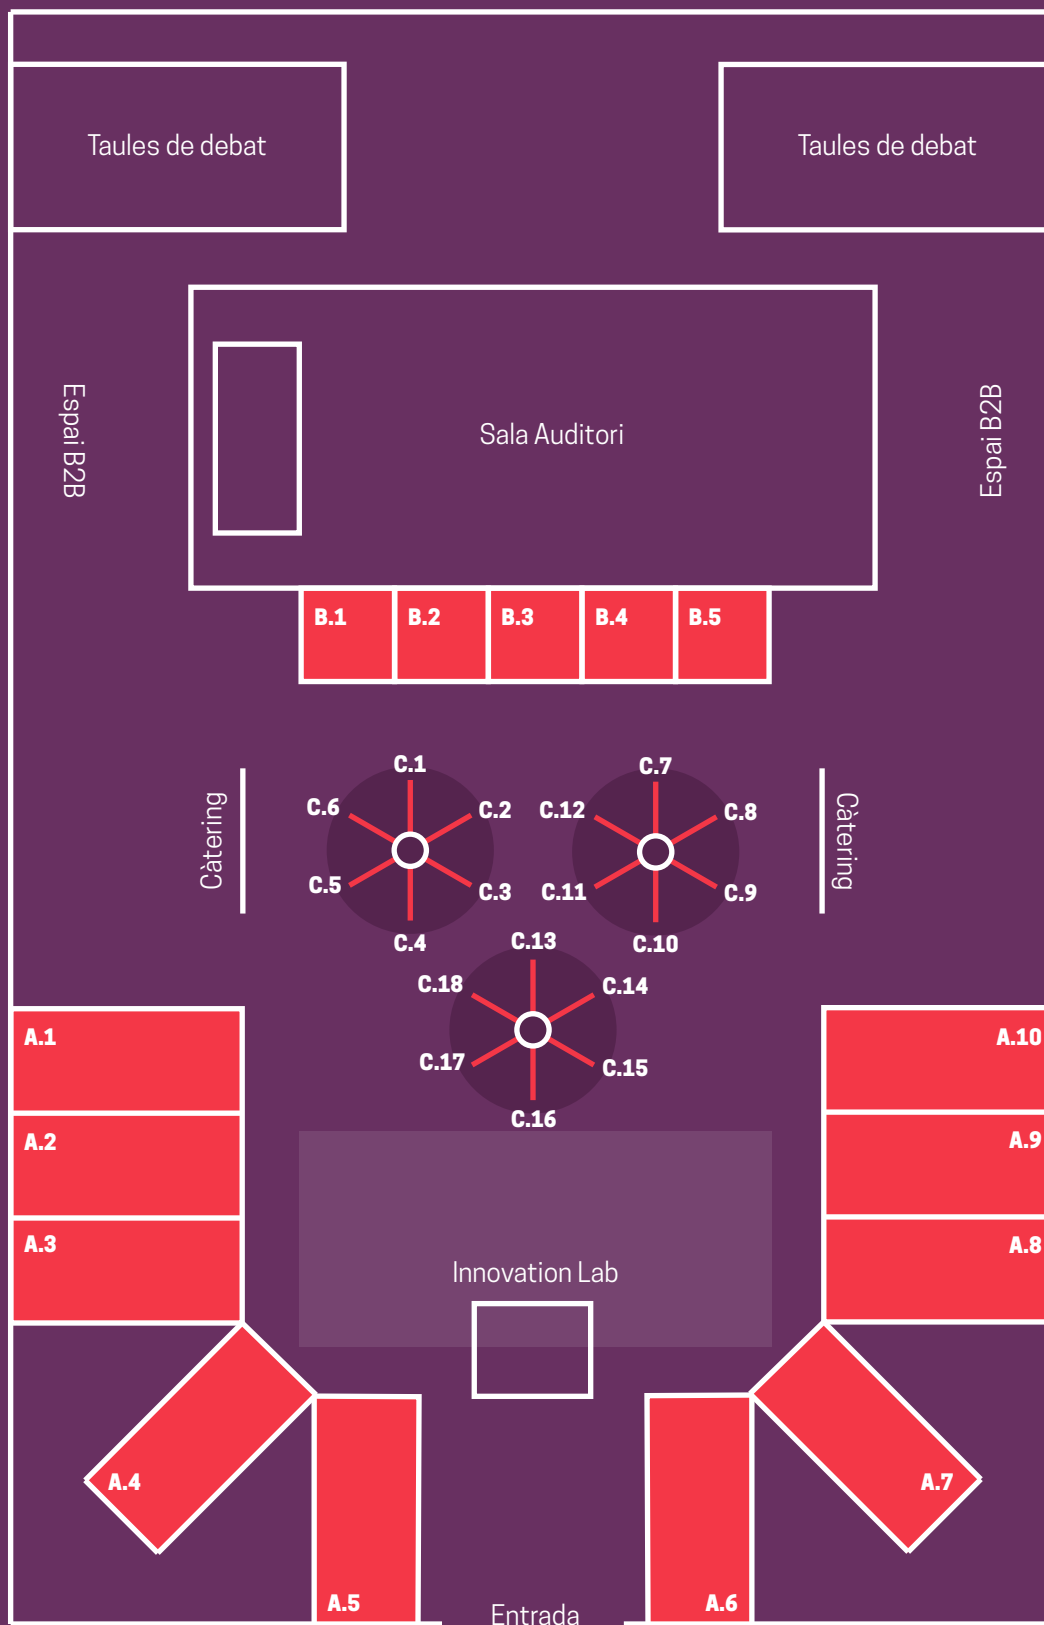 Taules de debat
Taules de debat
Espai B2B
Sala Auditori
Espai B2B
B.1
B.2
B.3
B.4
B.5
C.1
C.2
C.3
C.4
C.5
C.6
C.7
C.8
C.9
C.10
C.11
C.12
Càtering
Càtering
C.13
C.14
C.15
C.16
C.17
C.18
A.1
A.2
A.3
A.10
A.9
A.8
Innovation Lab
A.4
A.5
A.6
A.7
Entrada